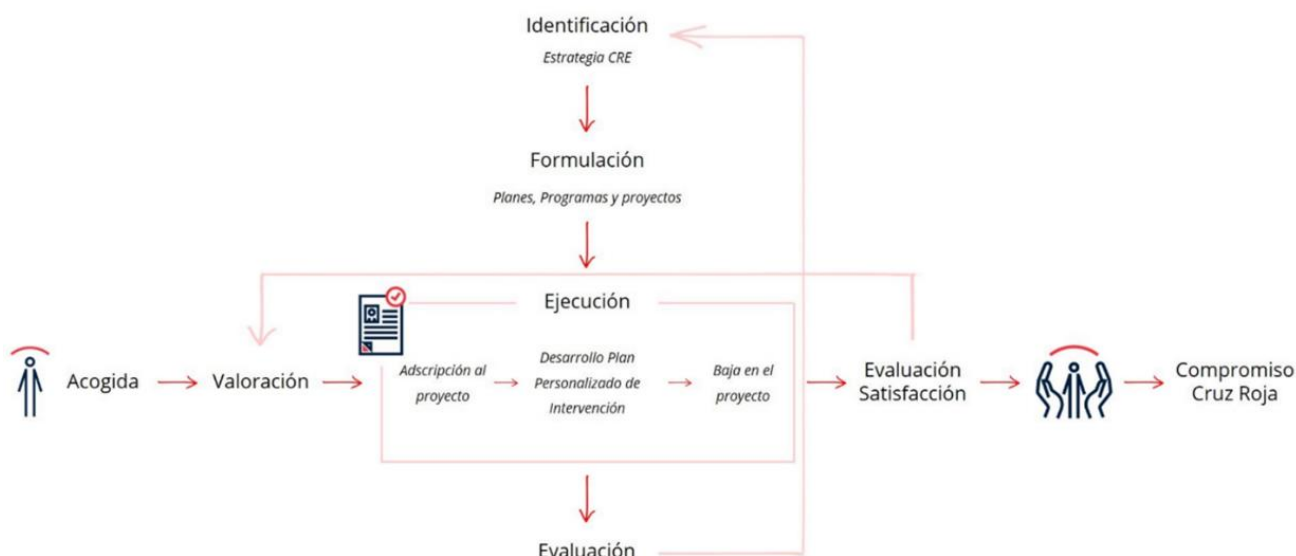 Identificación
Estrategia CRE
Formulación
Planes, Programas y proyectos
Ejecución
Acogida
Valoración
Adscripción al
proyecto
Desarrollo Plan
Personalizado de
Intervención
Baja en el
proyecto
Evaluación
Satisfacción
Compromiso
Cruz Roja
Evaluación